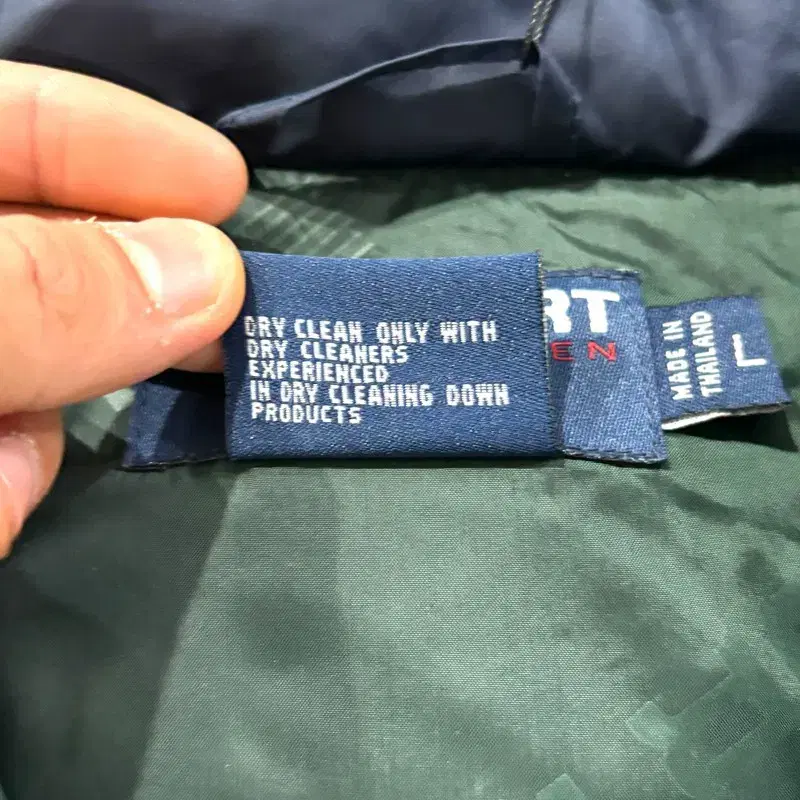 DRY CLEAN ONLY WITH
DRY CLEANERS
EXPERIENCED
IN DRY CLEANING DOWN
PRODUCTS
RT
EN
MADE IN
THAILAND
L